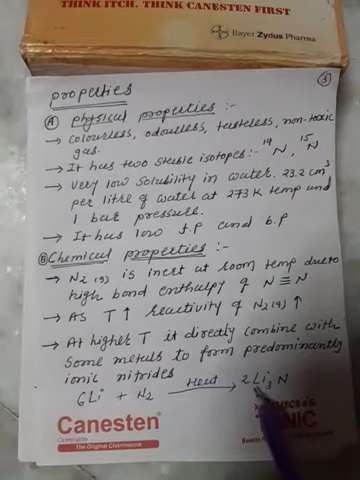 THINK ITCH. THINK CANESTEN FIRST
Bayer Zydus Pharma
properties
(A) Physical properties :-
→ Colourless, odourless, tasteless, non-toxic
gas.
→ It has two stable isotopes:- ¹⁴N, ¹⁵N
→ Very low solubility in water. 23.2 cm³
per litre of water at 273 K temp and
1 bar pressure.
→ It has low f.p and b.p
(B) Chemical properties :-
→ N₂(g) is inert at room temp due to
high bond enthalpy of N≡N
→ AS T↑ reactivity of N₂(g) ↑
→ At higher T it directly combine with
some metals to form predominantly
ionic nitrides
6Li + N₂ Heat → 2Li₃N
Canesten
Clotrimazole
The Original Clotrimazole